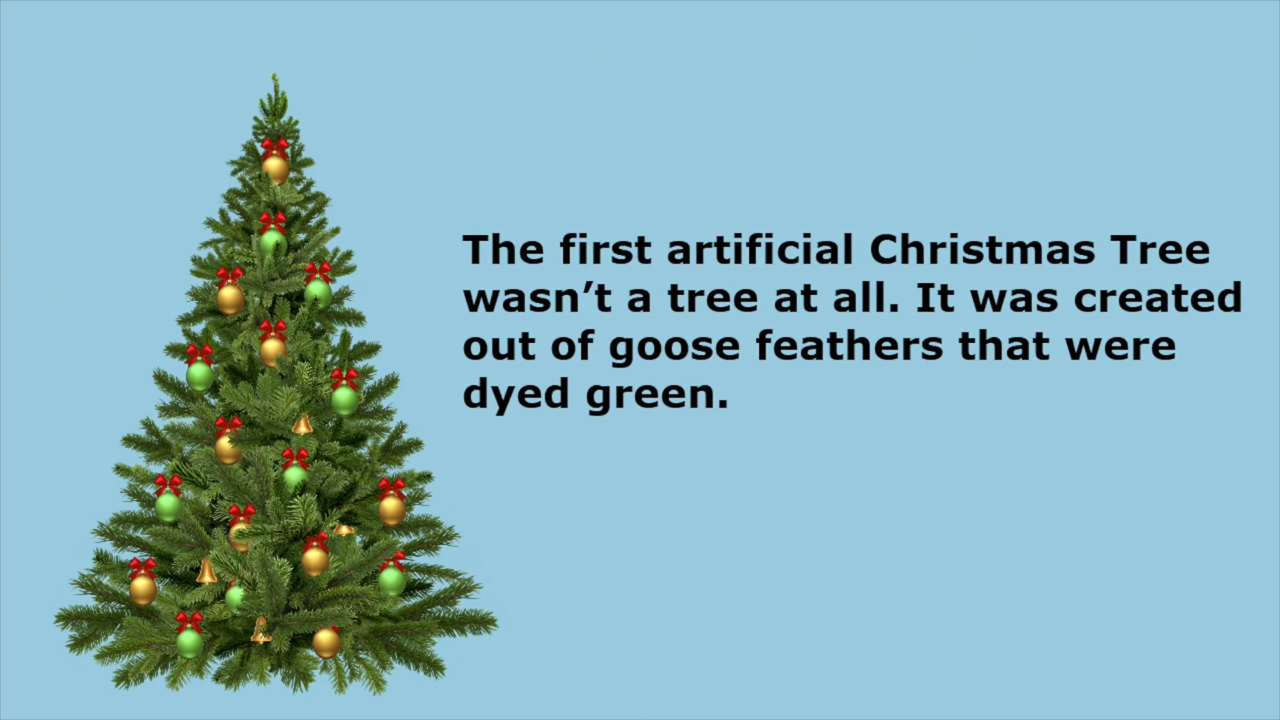 The first artificial Christmas Tree
wasn’t a tree at all. It was created
out of goose feathers that were
dyed green.